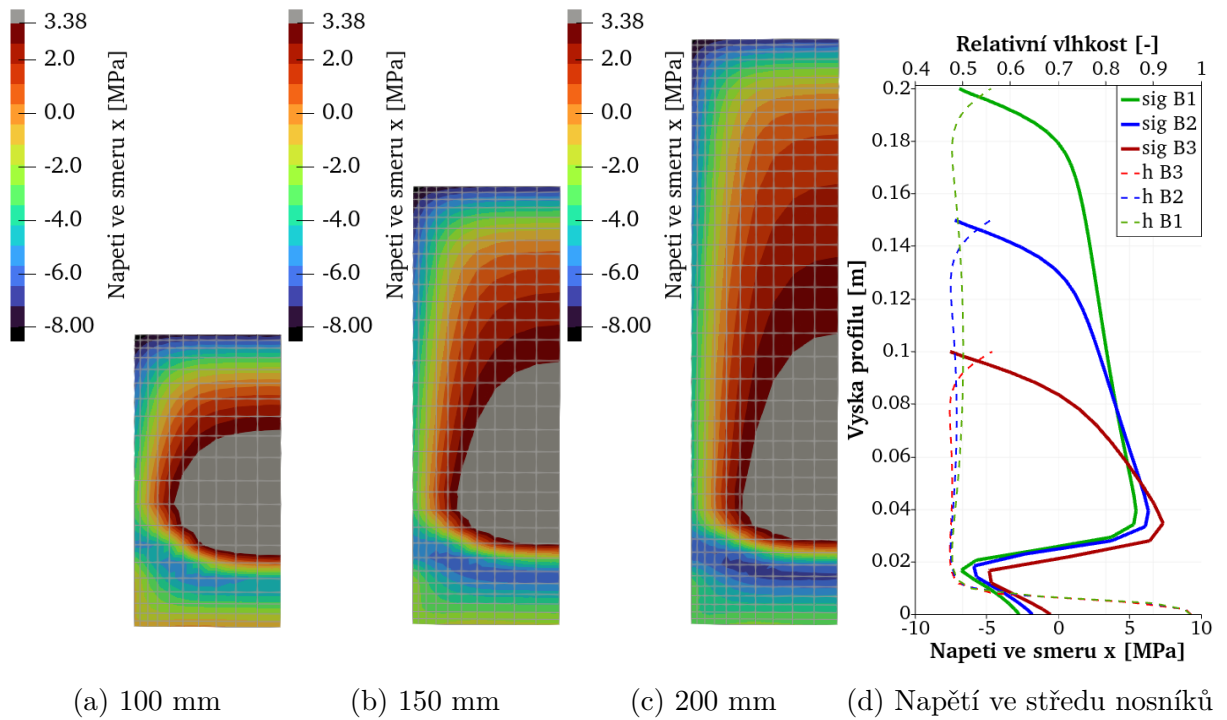 3.38
2.0
0.0
-2.0
-4.0
-6.0
-8.00
Napeti ve smeru x [MPa]
3.38
2.0
0.0
-2.0
-4.0
-6.0
-8.00
Napeti ve smeru x [MPa]
3.38
2.0
0.0
-2.0
-4.0
-6.0
-8.00
Napeti ve smeru x [MPa]
Relativní vlhkost [-]
0.4 0.5 0.6 0.7 0.8 0.9 1
Vyska profilu [m]
0.2
0.16
0.14
0.12
0.1
0.06
0.04
0.02
0
sig B1
sig B2
sig B3
h B3
h B2
h B1
-10 -5 0 5 10
Napeti ve smeru x [MPa]
(a) 100 mm
(b) 150 mm
(c) 200 mm
(d) Napětí ve středu nosníků